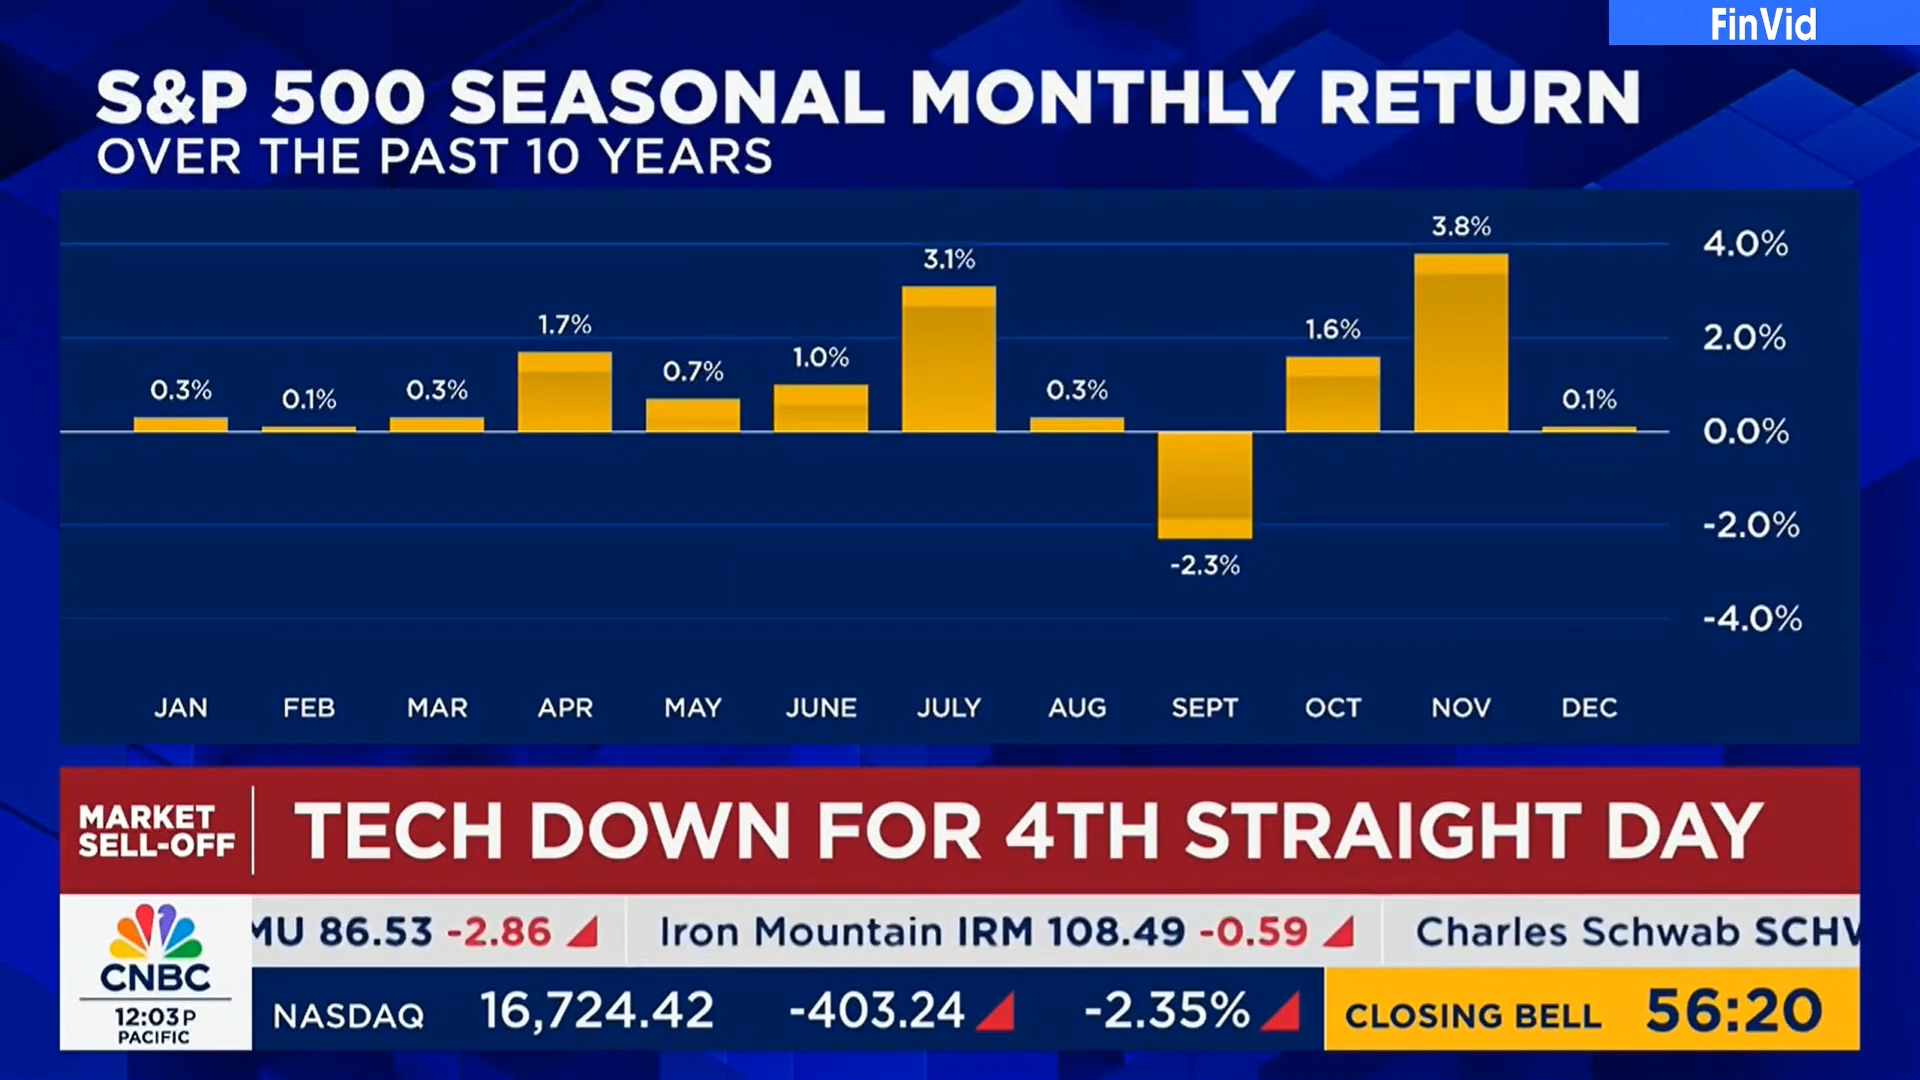 FinVid
S&P 500 SEASONAL MONTHLY RETURN
OVER THE PAST 10 YEARS
4.0%
2.0%
0.0%
-2.0%
-4.0%
0.3%
0.1%
0.3%
1.7%
0.7%
1.0%
3.1%
0.3%
-2.3%
1.6%
3.8%
0.1%
JAN FEB MAR APR MAY JUNE JULY AUG SEPT OCT NOV DEC
MARKET
SELL-OFF
TECH DOWN FOR 4TH STRAIGHT DAY
MU 86.53 -2.86 Iron Mountain IRM 108.49 -0.59 Charles Schwab SCHW
CNBC
12:03P
PACIFIC
NASDAQ 16,724.42 -403.24 -2.35%
CLOSING BELL 56:20